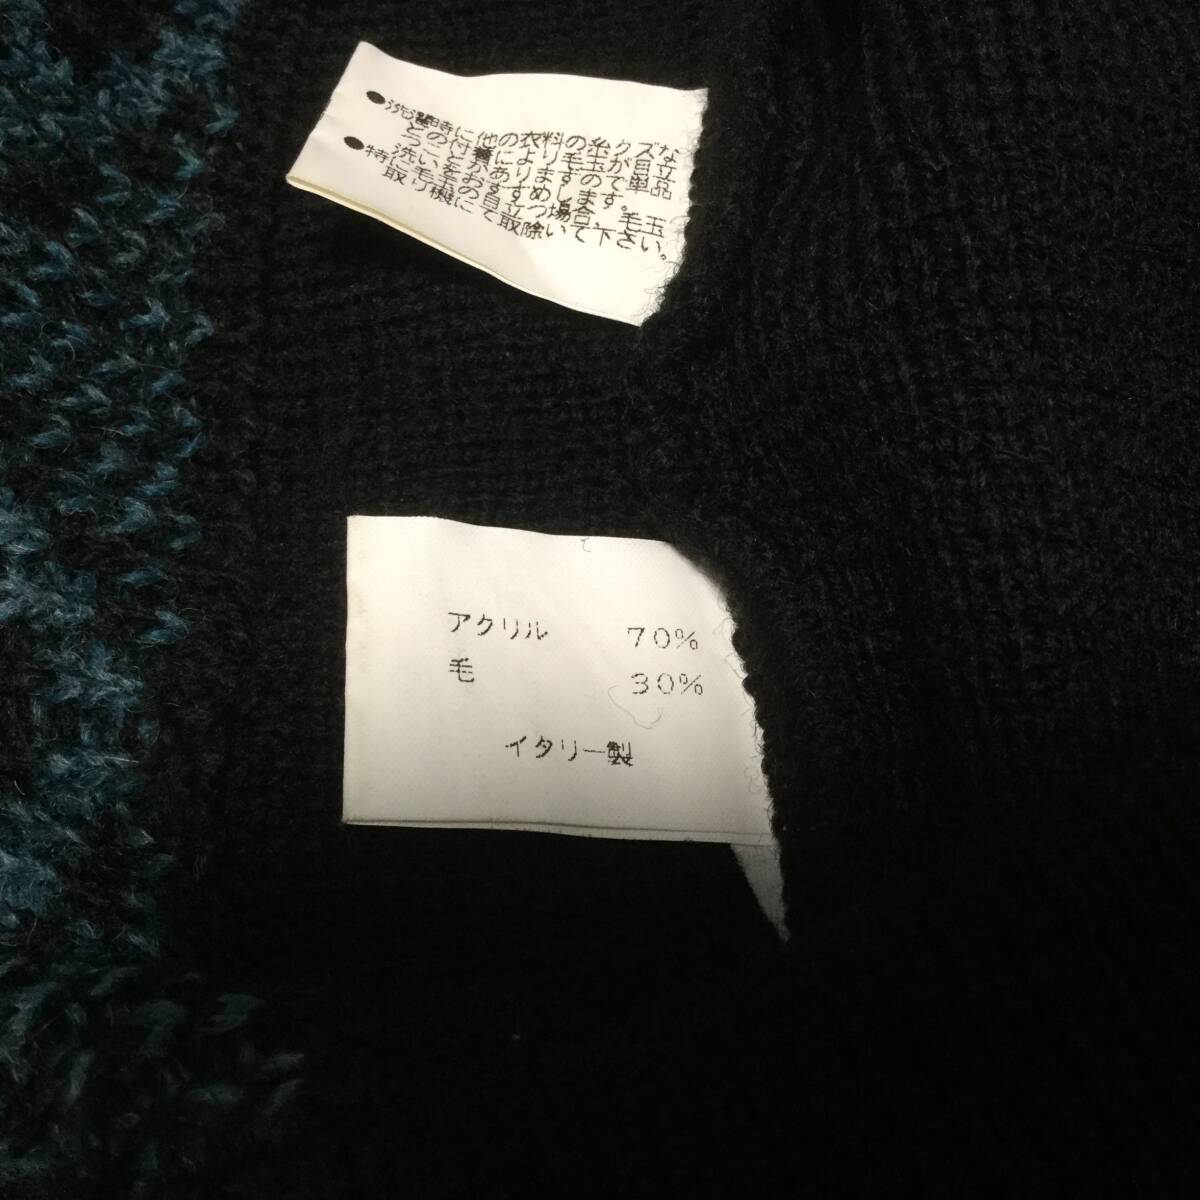 ●洗濯時に他の衣料の糸クズな
どの付着により毛玉が目立
つことがありますので単品
洗いをおすすめします。
●特に毛玉の目立つ場合、毛玉
取り機にて取除いて下さい。
アクリル 70%
毛 30%
イタリー製